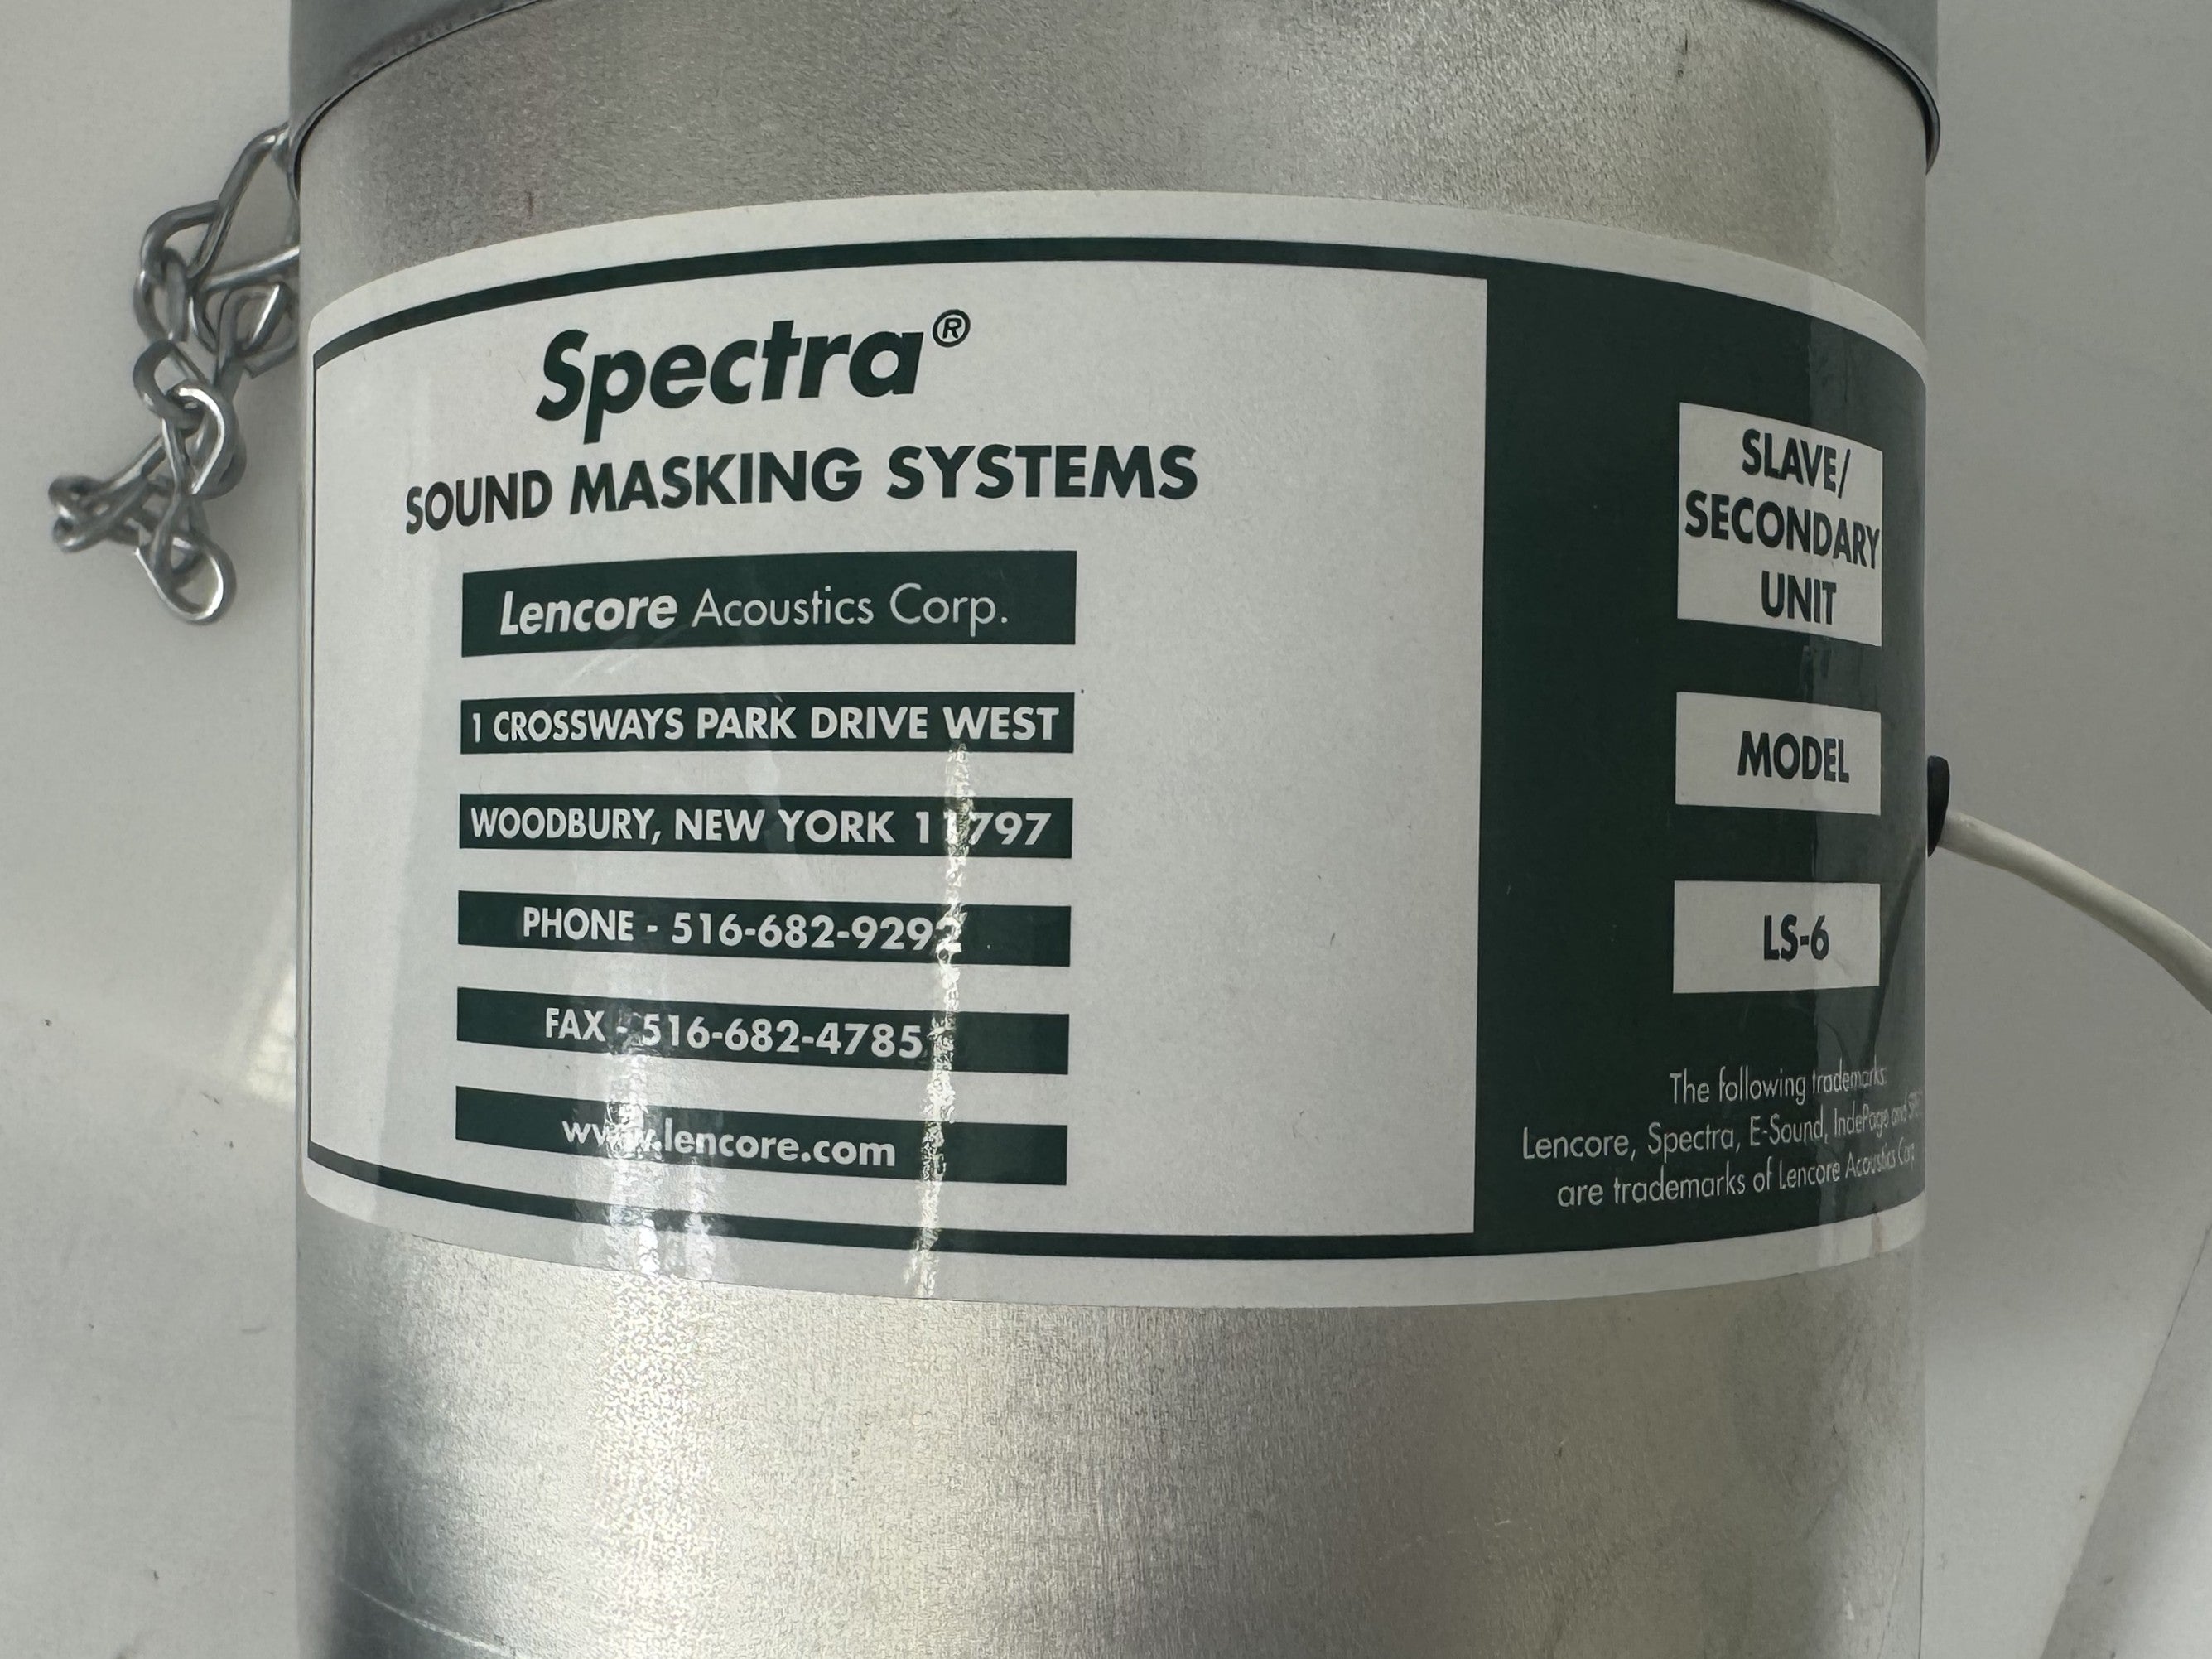 Spectra®
SOUND MASKING SYSTEMS
Lencore Acoustics Corp.
1 CROSSWAYS PARK DRIVE WEST
WOODBURY, NEW YORK 11797
PHONE - 516-682-9292
FAX - 516-682-4785
www.lencore.com
SLAVE/
SECONDARY
UNIT
MODEL
LS-6
The following trademarks:
Lencore, Spectra, E-Sound, IndePage and
are trademarks of Lencore Acoustics Corp